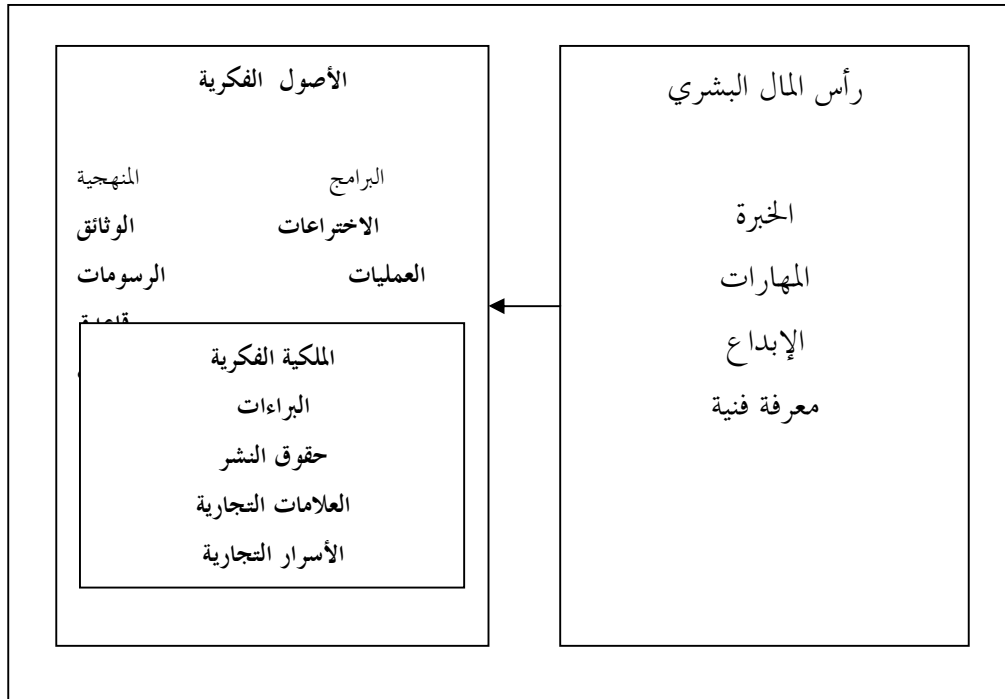 رأس المال البشري
الخبرة
المهارات
الإبداع
معرفة فنية
الأصول الفكرية
البرامج المنهجية
الاختراعات الوثائق
العمليات الرسومات
الملكية الفكرية
البراءات
حقوق النشر
العلامات التجارية
الأسرار التجارية